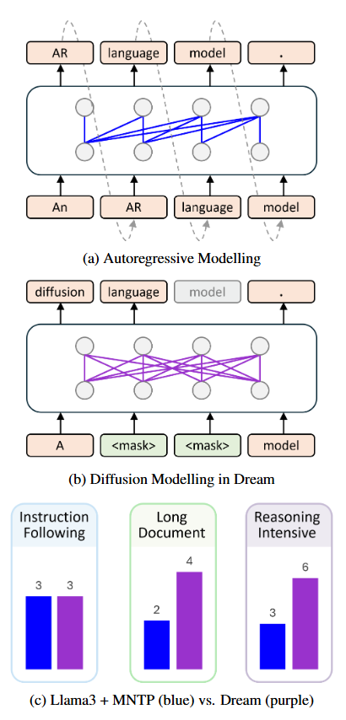 AR language model .
An AR language model
(a) Autoregressive Modelling
diffusion language model .
A <mask> <mask> model
(b) Diffusion Modelling in Dream
Instruction
Following
3 3
Long
Document
2 4
Reasoning
Intensive
3 6
(c) Llama3 + MNTP (blue) vs. Dream (purple)